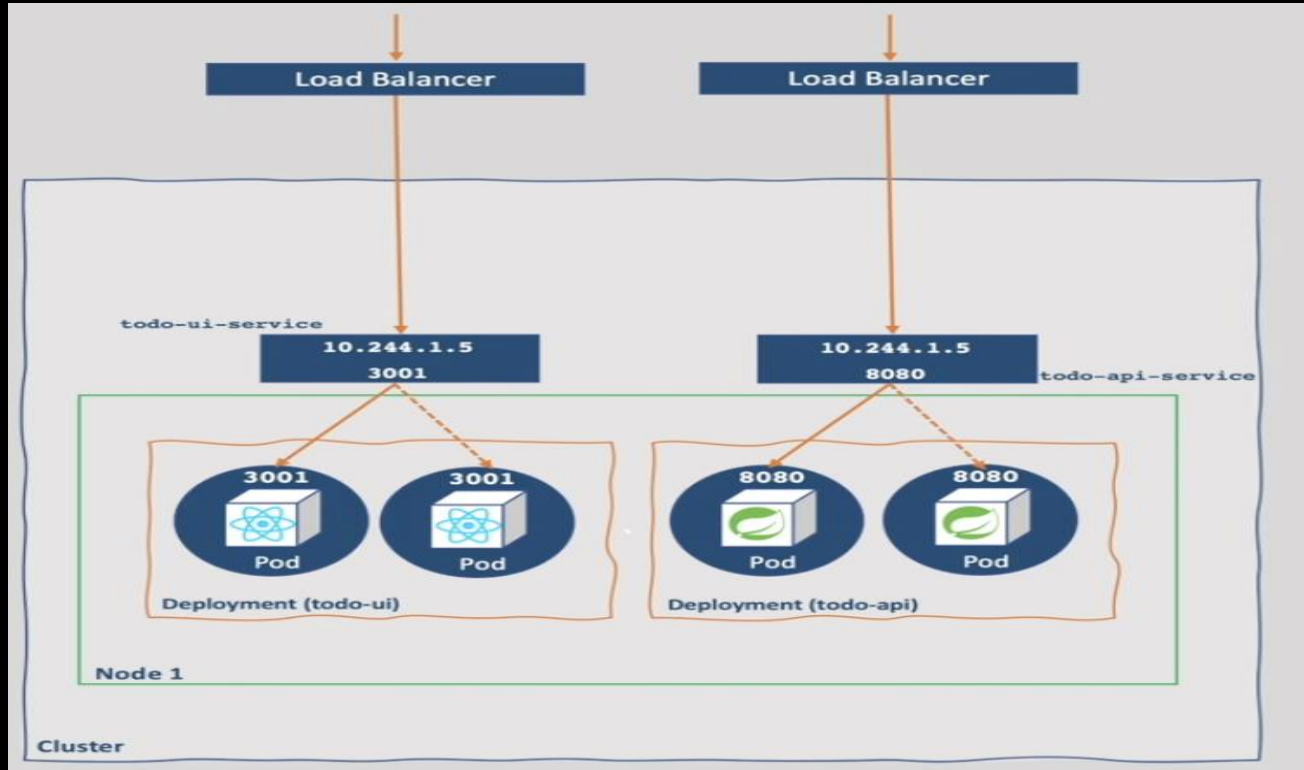 Load Balancer
Load Balancer
todo-ui-service
10.244.1.5
3001
10.244.1.5
8080
todo-api-service
3001
3001
8080
8080
Pod
Pod
Pod
Pod
Deployment (todo-ui)
Deployment (todo-api)
Node 1
Cluster